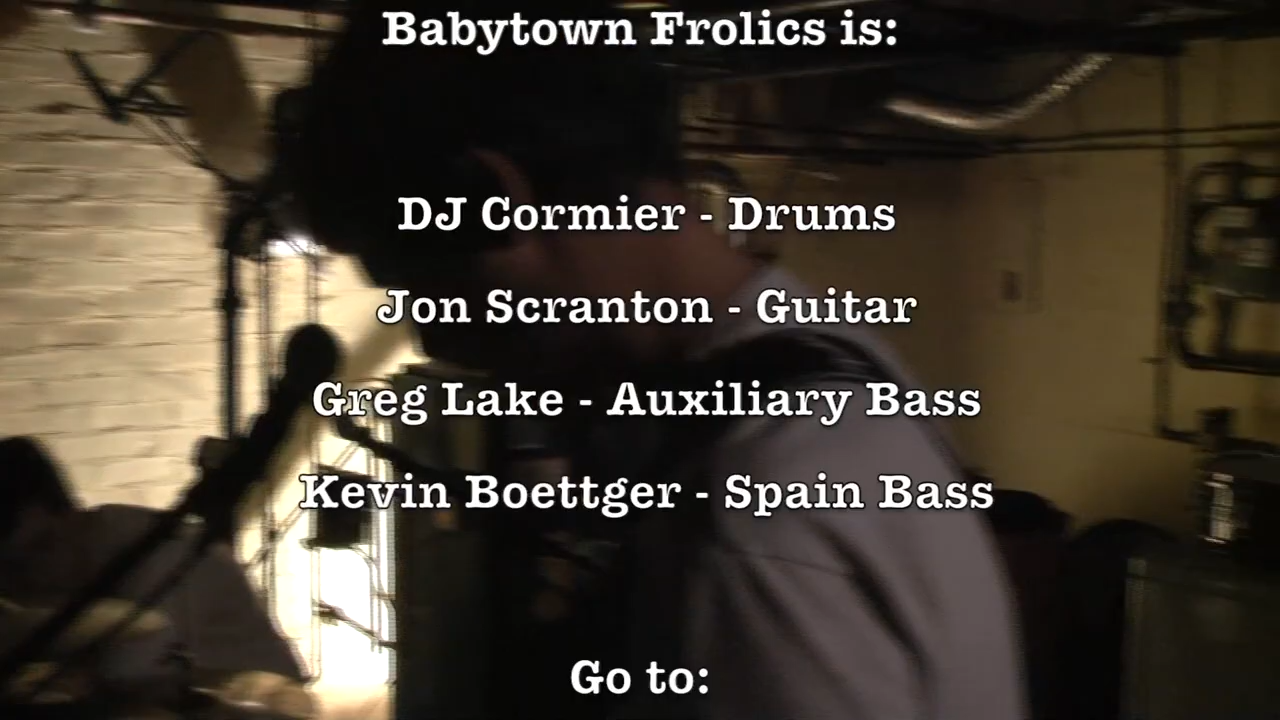 Babytown Frolics is:
DJ Cormier - Drums
Jon Scranton - Guitar
Greg Lake - Auxiliary Bass
Kevin Boettger - Spain Bass
Go to: